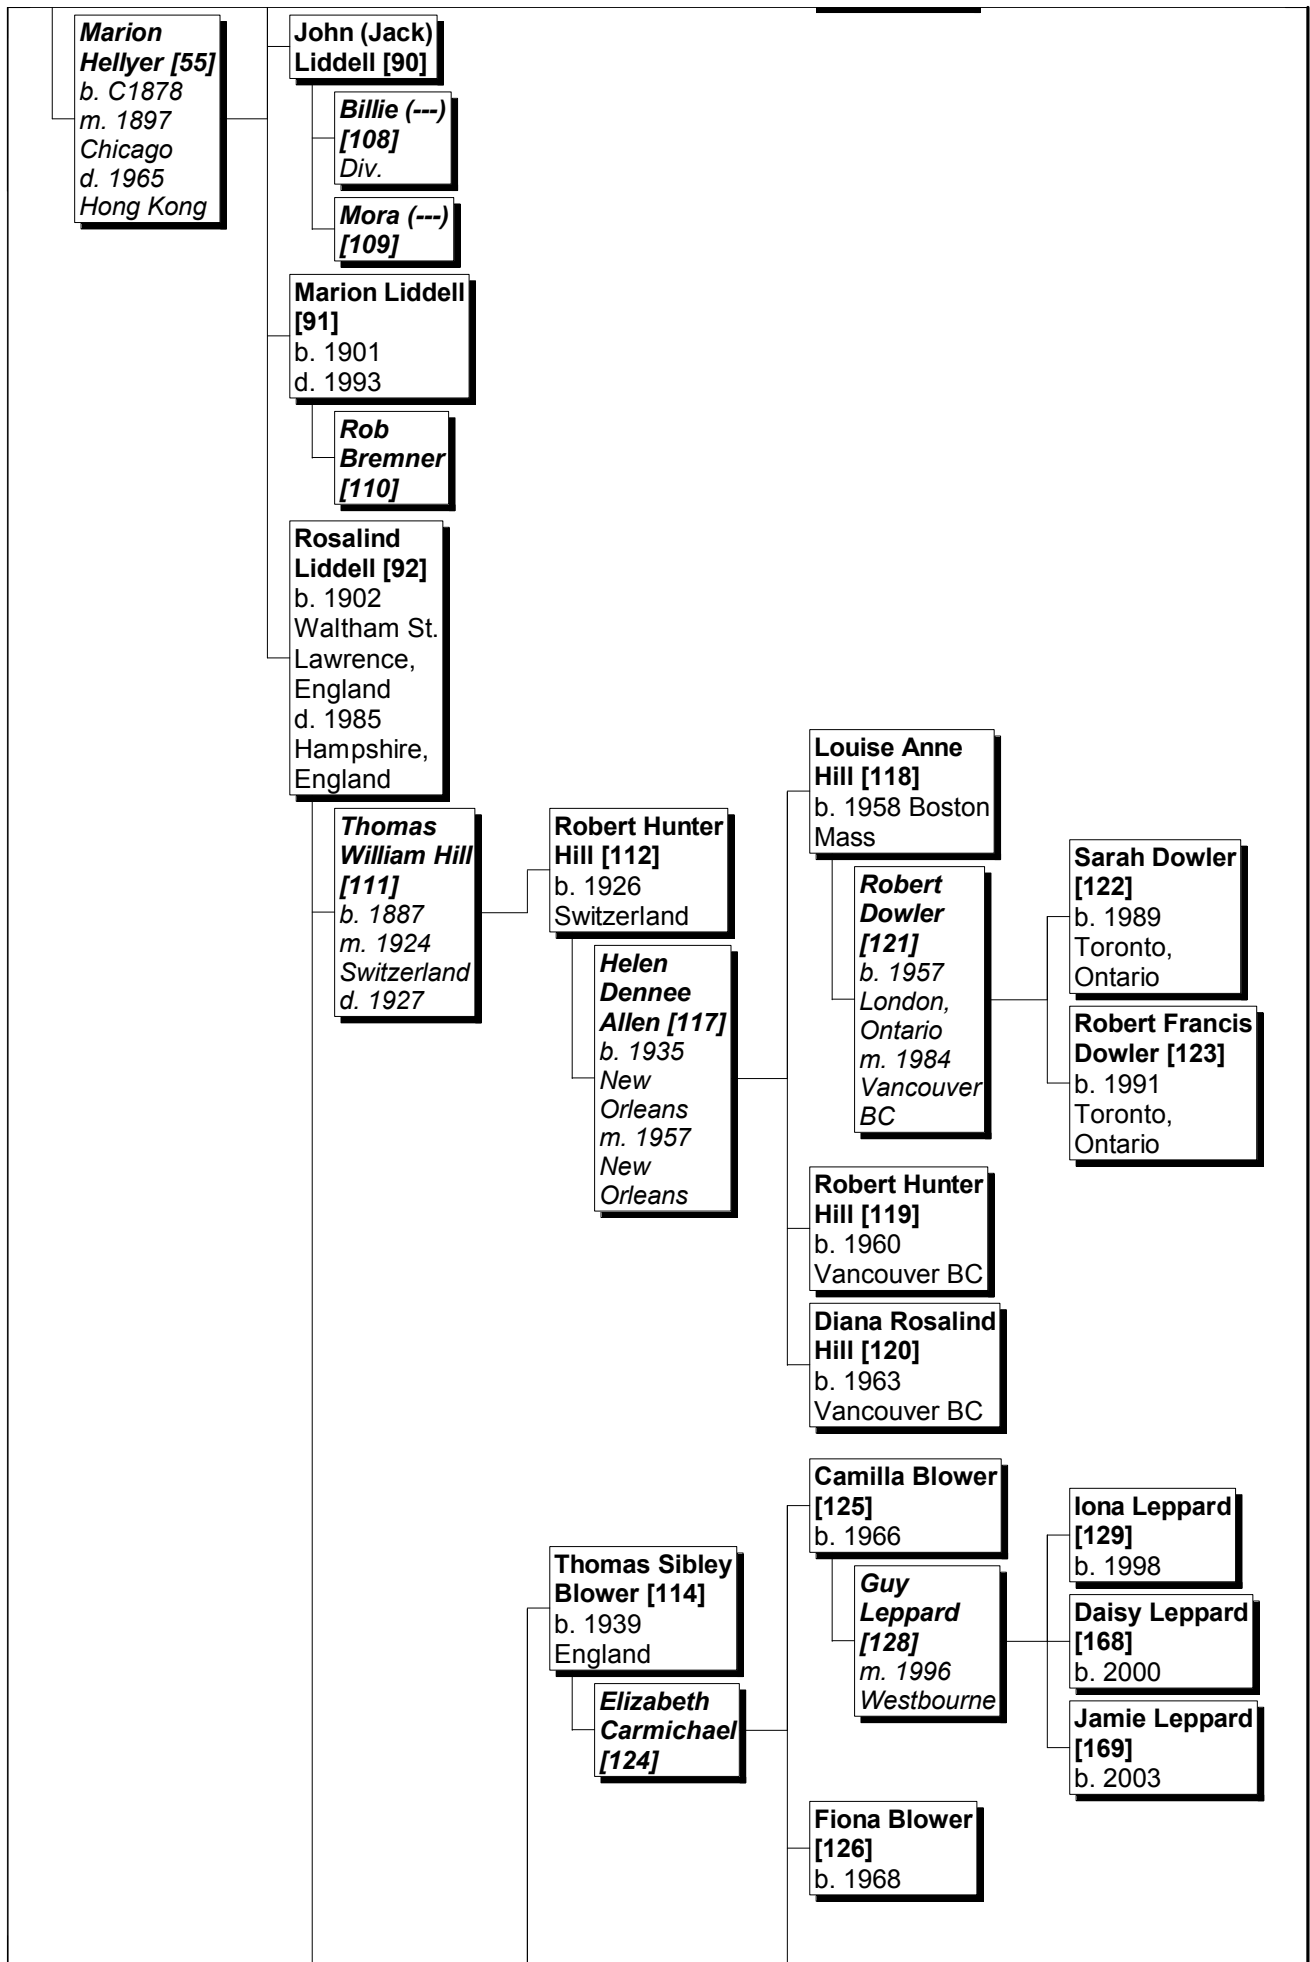 Marion
Hellyer [55]
b. C1878
m. 1897
Chicago
d. 1965
Hong Kong
John (Jack)
Liddell [90]
Billie (---)
[108]
Div.
Mora (---)
[109]
Marion Liddell
[91]
b. 1901
d. 1993
Rob
Bremner
[110]
Rosalind
Liddell [92]
b. 1902
Waltham St.
Lawrence,
England
d. 1985
Hampshire,
England
Thomas
William Hill
[111]
b. 1887
m. 1924
Switzerland
d. 1927
Robert Hunter
Hill [112]
b. 1926
Switzerland
Helen
Dennee
Allen [117]
b. 1935
New
Orleans
m. 1957
New
Orleans
Louise Anne
Hill [118]
b. 1958 Boston
Mass
Robert
Dowler
[121]
b. 1957
London,
Ontario
m. 1984
Vancouver
BC
Sarah Dowler
[122]
b. 1989
Toronto,
Ontario
Robert Francis
Dowler [123]
b. 1991
Toronto,
Ontario
Robert Hunter
Hill [119]
b. 1960
Vancouver BC
Diana Rosalind
Hill [120]
b. 1963
Vancouver BC
Thomas Sibley
Blower [114]
b. 1939
England
Elizabeth
Carmichael
[124]
Camilla Blower
[125]
b. 1966
Guy
Leppard
[128]
m. 1996
Westbourne
Iona Leppard
[129]
b. 1998
Daisy Leppard
[168]
b. 2000
Jamie Leppard
[169]
b. 2003
Fiona Blower
[126]
b. 1968